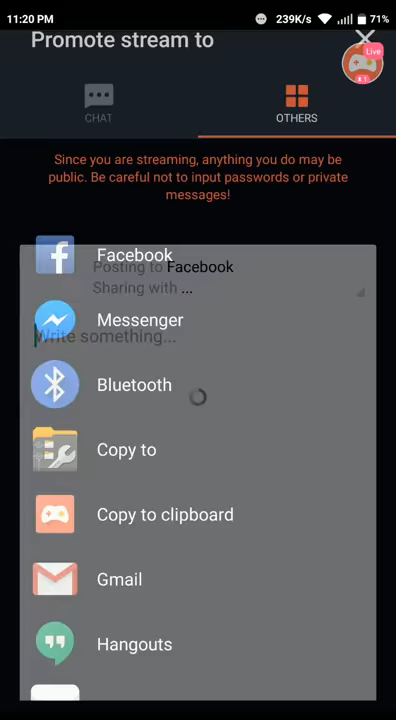 11:20 PM
239K/s
71%
Promote stream to
Live
1
CHAT
OTHERS
Since you are streaming, anything you do may be
public. Be careful not to input passwords or private
messages!
Facebook
Posting to Facebook
Sharing with ...
Messenger
Write something...
Bluetooth
Copy to
Copy to clipboard
Gmail
Hangouts